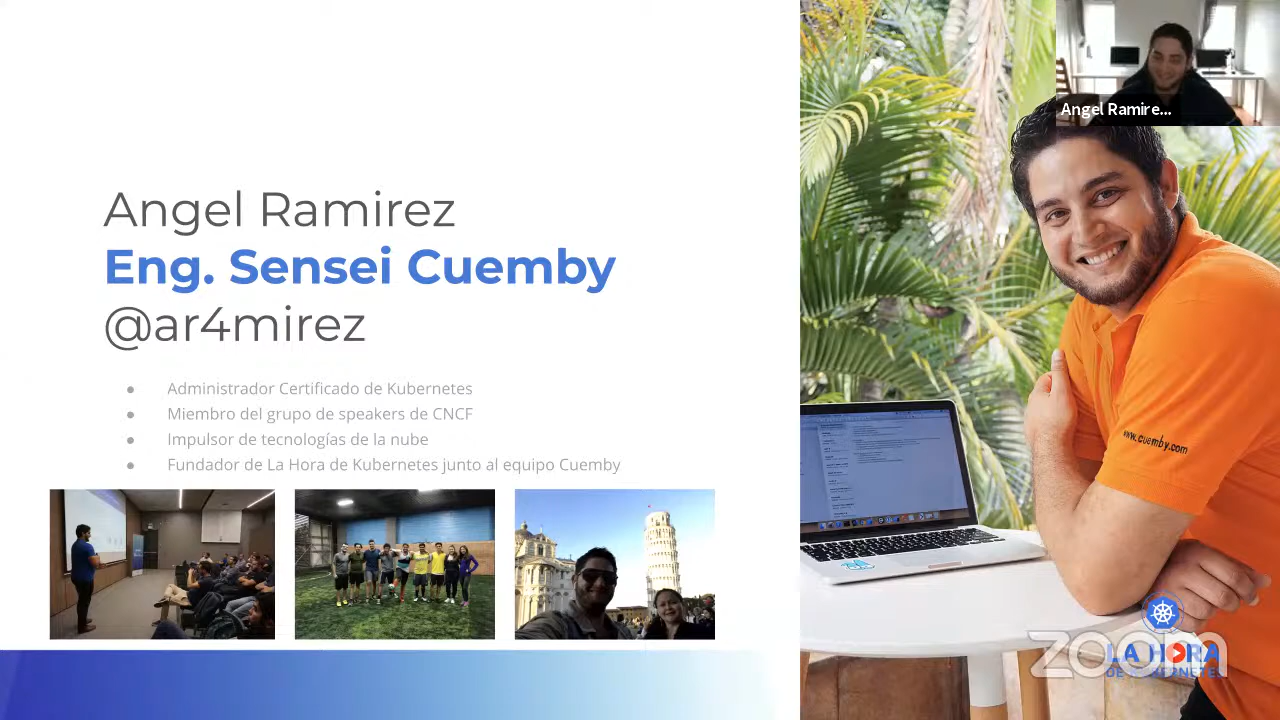 Angel Ramire...
Angel Ramirez
Eng. Sensei Cuemby
@ar4mirez
● Administrador Certificado de Kubernetes
● Miembro del grupo de speakers de CNCF
● Impulsor de tecnologías de la nube
● Fundador de La Hora de Kubernetes junto al equipo Cuemby
www.cuemby.com
zoom
LA HORA
DE KUBERNETES